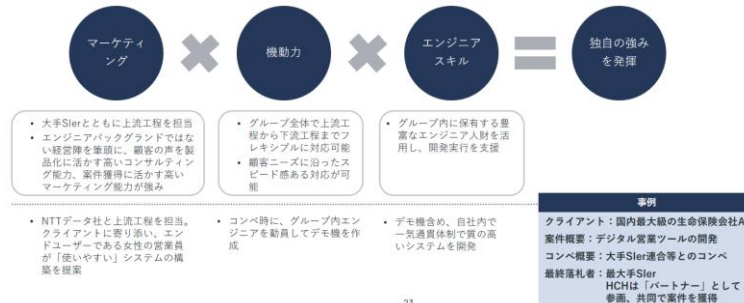 マーケティ
ング
機動力
エンジニア
スキル
独自の強み
を発揮
• 大手SIerとともに上流工程を担当
• エンジニアバックグランドではな
い経営陣を筆頭に、顧客の声を製
品化に活かす高いコンサルティン
グ能力、案件獲得に活かす高い
マーケティング能力が強み
• グループ全体で上流工
程から下流工程までフ
レキシブルに対応可能
• 顧客ニーズに沿ったス
ピード感ある対応が可
能
• グループ内に保有する豊
富なエンジニア人財を活
用し、開発実行を支援
• NTTデータ社と上流工程を担当。
クライアントに寄り添い、エン
ドユーザーである女性の営業員
が「使いやすい」システムの構
築を提案
• コンペ時に、グループ内エン
ジニアを動員してデモ機を作
成
• デモ機含め、自社内で
一気通貫体制で質の高
いシステムを開発
事例
クライアント：国内最大級の生命保険会社A
案件概要：デジタル営業ツールの開発
コンペ概要：大手SIer連合等とのコンペ
最終落札者：最大手SIer
HCHは「パートナー」として
参画、共同で案件を獲得
23